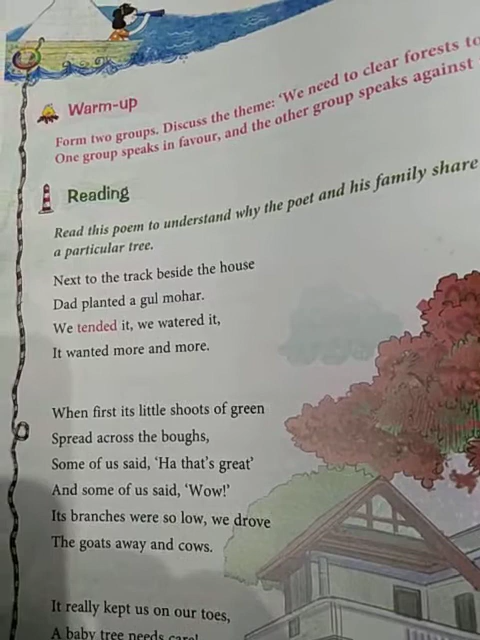 Warm-up
Form two groups. Discuss the theme: 'We need to clear forests to
One group speaks in favour, and the other group speaks against
Reading
Read this poem to understand why the poet and his family share
a particular tree.
Next to the track beside the house
Dad planted a gul mohar.
We tended it, we watered it,
It wanted more and more.
When first its little shoots of green
Spread across the boughs,
Some of us said, 'Ha that's great'
And some of us said, 'Wow!'
Its branches were so low, we drove
The goats away and cows.
It really kept us on our toes,
A baby tree needs care!